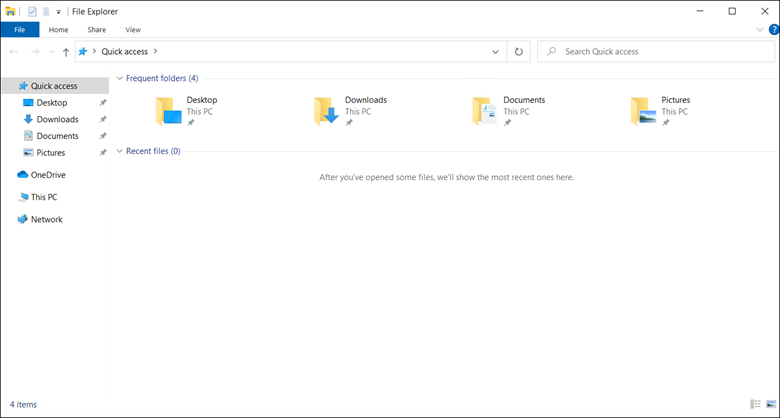 File Explorer
File Home Share View
?
Quick access
Search Quick access
Quick access
Desktop
Downloads
Documents
Pictures
OneDrive
This PC
Network
Frequent folders (4)
Desktop
This PC
Downloads
This PC
Documents
This PC
Pictures
This PC
Recent files (0)
After you've opened some files, we'll show the most recent ones here.
4 items